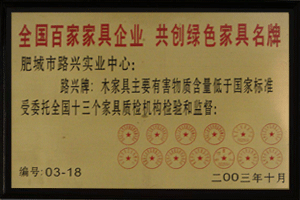 全国百家家具企业 共创绿色家具名牌
肥城市路兴实业中心:
路兴牌: 木家具主要有害物质含量低于国家标准
受委托全国十三个家具质检机构检验和监督:
编号:03-18
二〇〇三年十月